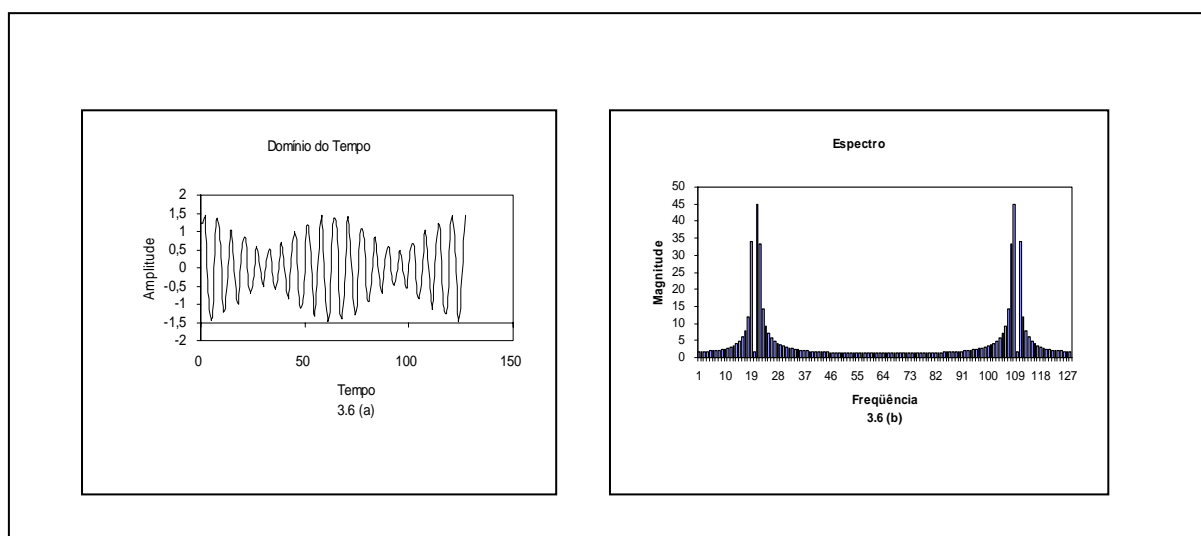 Domínio do Tempo
2
1,5
1
0,5
0
-0,5
-1
-1,5
-2
Amplitude
0 50 100 150
Tempo
3.6 (a)
Espectro
50
45
40
35
30
25
20
15
10
5
0
Magnitude
1 10 19 28 37 46 55 64 73 82 91 100 109 118 127
Freqüência
3.6 (b)